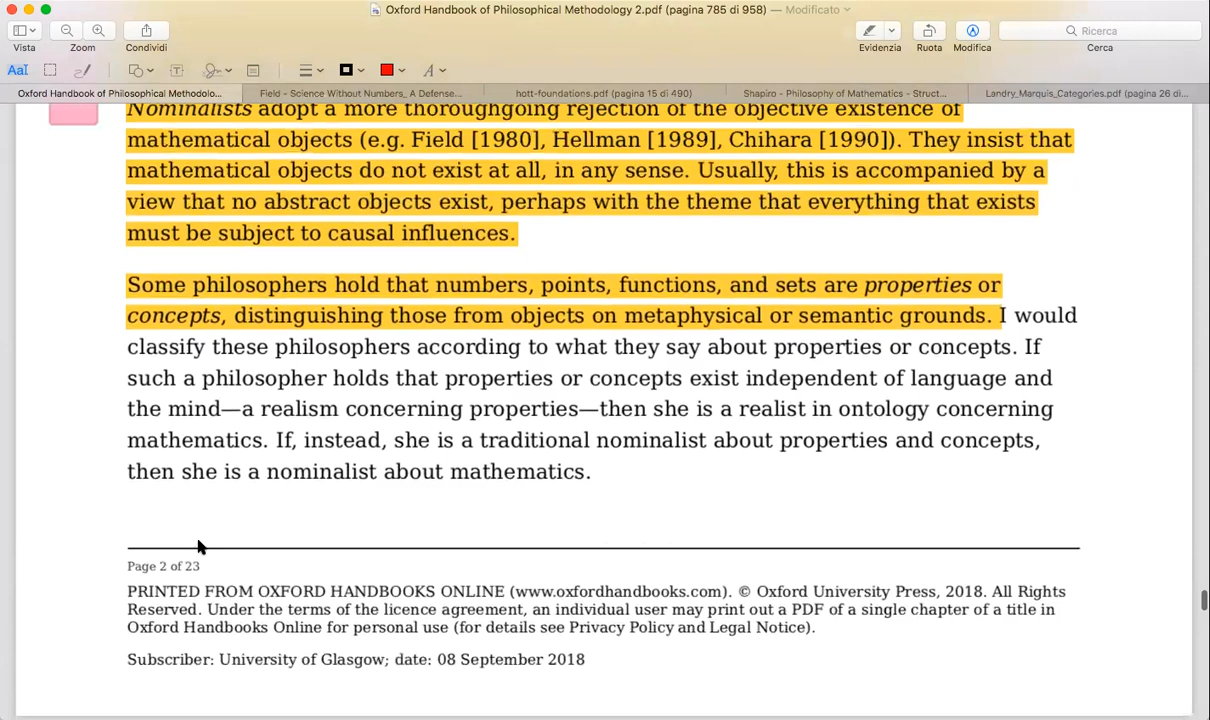 Oxford Handbook of Philosophical Methodology 2.pdf (pagina 785 di 958) — Modificato
Vista
Zoom
Condividi
Evidenzia
Ruota
Modifica
Ricerca
Cerca
AaI
A
Oxford Handbook of Philosophical Methodolo...
Field - Science Without Numbers_ A Defense...
hott-foundations.pdf (pagina 15 di 490)
Shapiro - Philosophy of Mathematics - Struct...
Landry_Marquis_Categories.pdf (pagina 26 di...
Nominalists adopt a more thoroughgoing rejection of the objective existence of
mathematical objects (e.g. Field [1980], Hellman [1989], Chihara [1990]). They insist that
mathematical objects do not exist at all, in any sense. Usually, this is accompanied by a
view that no abstract objects exist, perhaps with the theme that everything that exists
must be subject to causal influences.
Some philosophers hold that numbers, points, functions, and sets are properties or
concepts, distinguishing those from objects on metaphysical or semantic grounds. I would
classify these philosophers according to what they say about properties or concepts. If
such a philosopher holds that properties or concepts exist independent of language and
the mind—a realism concerning properties—then she is a realist in ontology concerning
mathematics. If, instead, she is a traditional nominalist about properties and concepts,
then she is a nominalist about mathematics.
Page 2 of 23
PRINTED FROM OXFORD HANDBOOKS ONLINE (www.oxfordhandbooks.com). © Oxford University Press, 2018. All Rights
Reserved. Under the terms of the licence agreement, an individual user may print out a PDF of a single chapter of a title in
Oxford Handbooks Online for personal use (for details see Privacy Policy and Legal Notice).
Subscriber: University of Glasgow; date: 08 September 2018